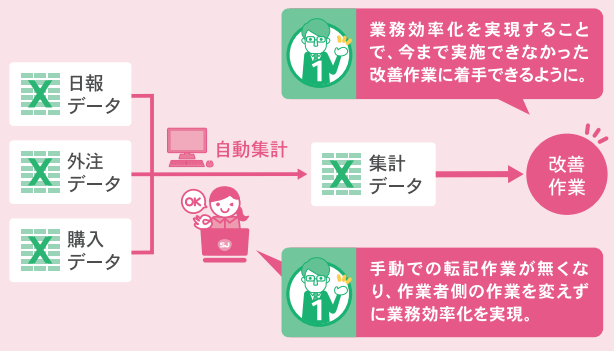 業務効率化を実現すること
で、今まで実施できなかった
改善作業に着手できるように。
1
日報
データ
外注
データ
購入
データ
自動集計
OK
SJ
集計
データ
改善
作業
手動での転記作業が無くな
り、作業者側の作業を変えず
に業務効率化を実現。
1